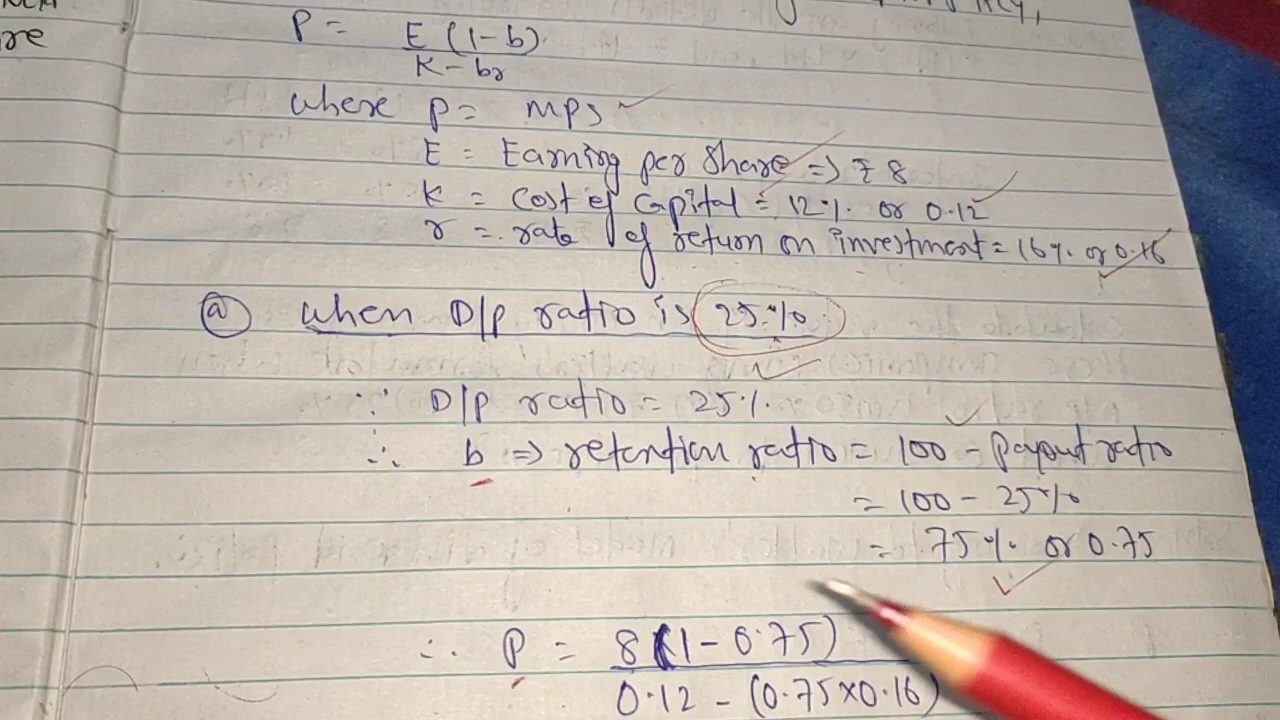 re
P = E (1-b)
K - br
where P = MPS
E = Earning per share => ₹ 8
K = Cost of Capital = 12%. or 0.12
r = rate of return on investment = 16%. or 0.16
(a) when D/P ratio is 25%
∵ D/P ratio = 25%.
∴ b => retention ratio = 100 - Payout ratio
= 100 - 25%
= 75%. or 0.75
∴ P = 8(1-0.75)
0.12 - (0.75x0.16)